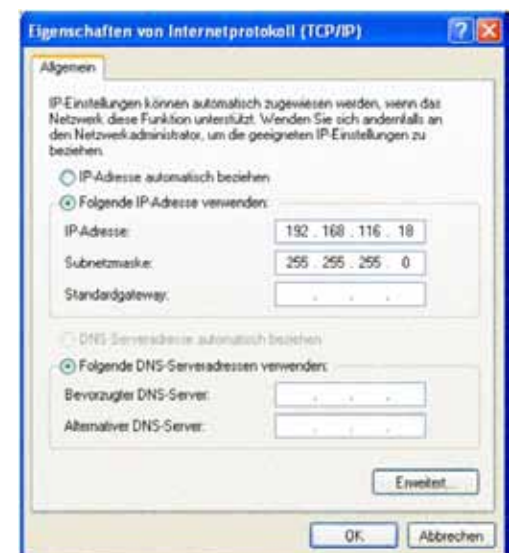 Eigenschaften von Internetprotokoll (TCP/IP)
Allgemein
IP-Einstellungen können automatisch zugewiesen werden, wenn das
Netzwerk diese Funktion unterstützt. Wenden Sie sich andernfalls an
den Netzwerkadministrator, um die geeigneten IP-Einstellungen zu
beziehen.
IP-Adresse automatisch beziehen
Folgende IP-Adresse verwenden:
IP-Adresse: 192 . 168 . 116 . 18
Subnetzmaske: 255 . 255 . 255 . 0
Standardgateway: . . .
DNS-Serveradresse automatisch beziehen
Folgende DNS-Serveradressen verwenden:
Bevorzugter DNS-Server: . . .
Alternativer DNS-Server: . . .
Erweitert...
OK Abbrechen